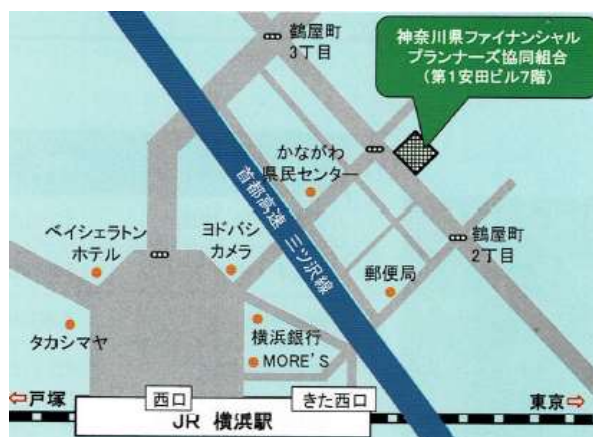 鶴屋町
3丁目
神奈川県ファイナンシャル
プランナーズ協同組合
(第1安田ビル7階)
かながわ
県民センター
首都高速 三ツ沢線
ベイシェラトン
ホテル
ヨドバシ
カメラ
鶴屋町
2丁目
郵便局
タカシマヤ
横浜銀行
MORE'S
⇦戸塚
西口
きた西口
東京⇨
JR 横浜駅